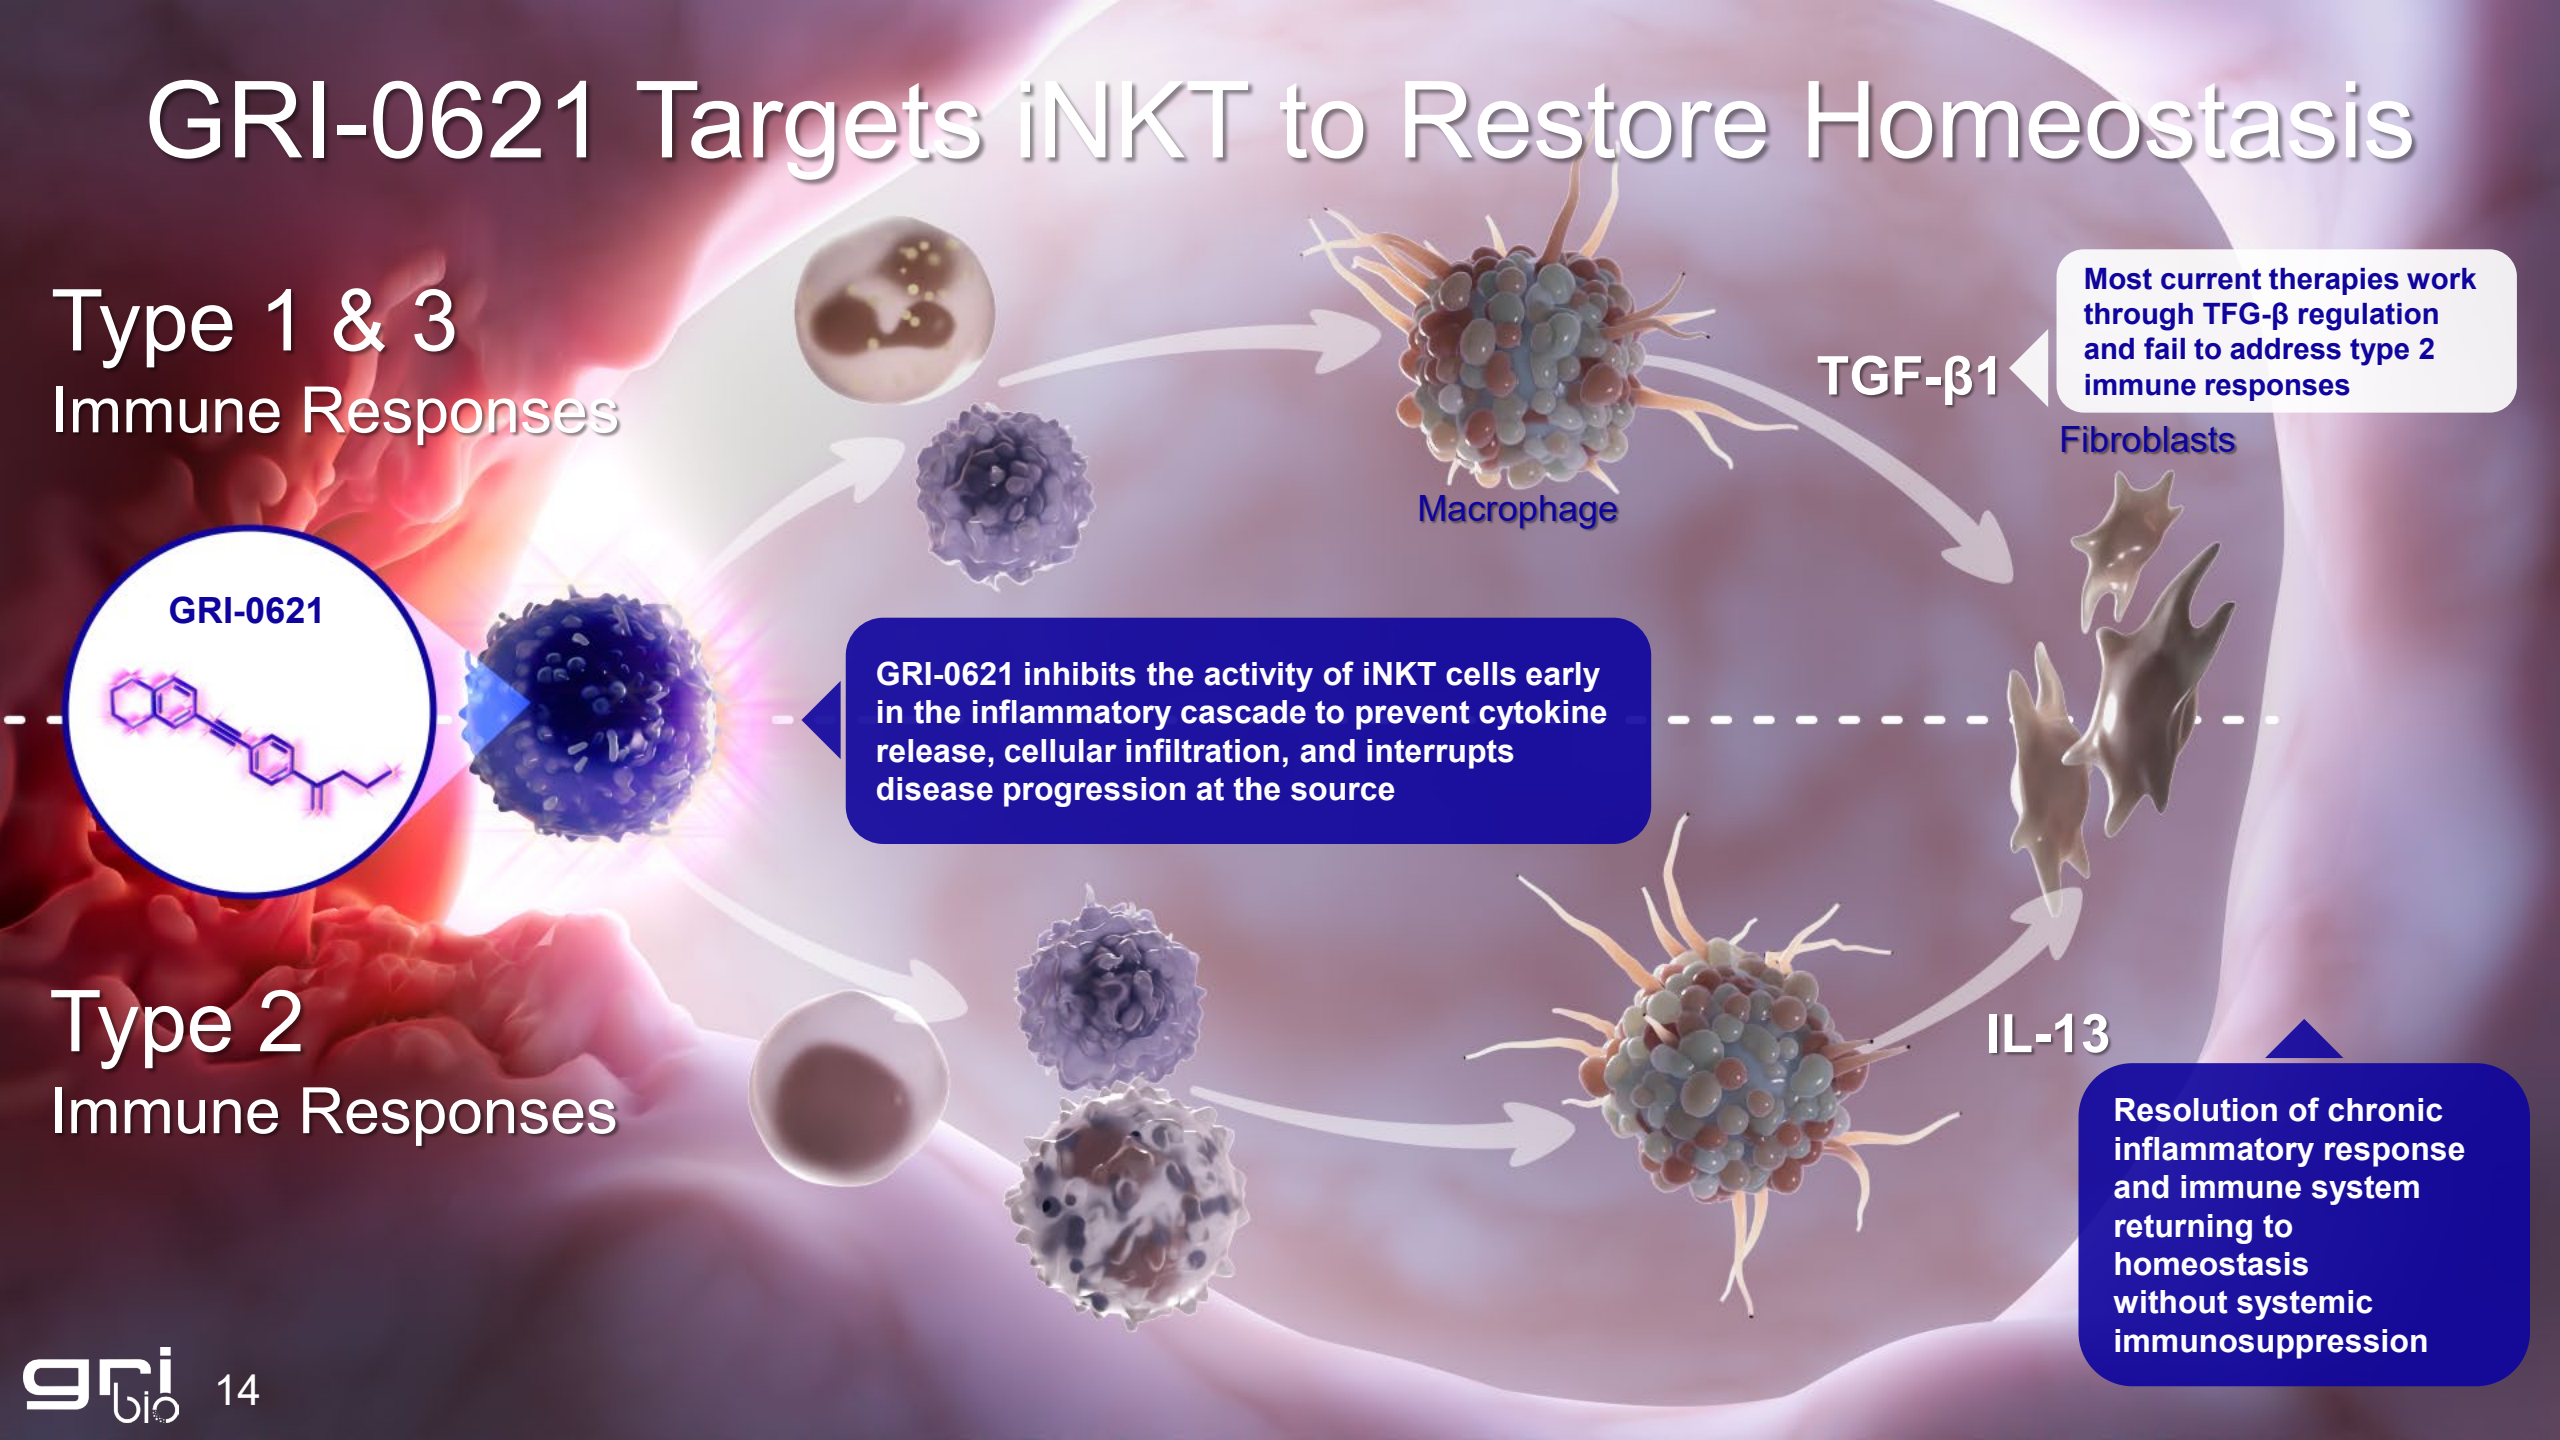 GRI-0621 Targets iNKT to Restore Homeostasis
Type 1 & 3
Immune Responses
Most current therapies work
through TFG-β regulation
and fail to address type 2
immune responses
TGF-β1
Fibroblasts
Macrophage
GRI-0621
GRI-0621 inhibits the activity of iNKT cells early
in the inflammatory cascade to prevent cytokine
release, cellular infiltration, and interrupts
disease progression at the source
Type 2
Immune Responses
IL-13
Resolution of chronic
inflammatory response
and immune system
returning to
homeostasis
without systemic
immunosuppression
gri
bio
14